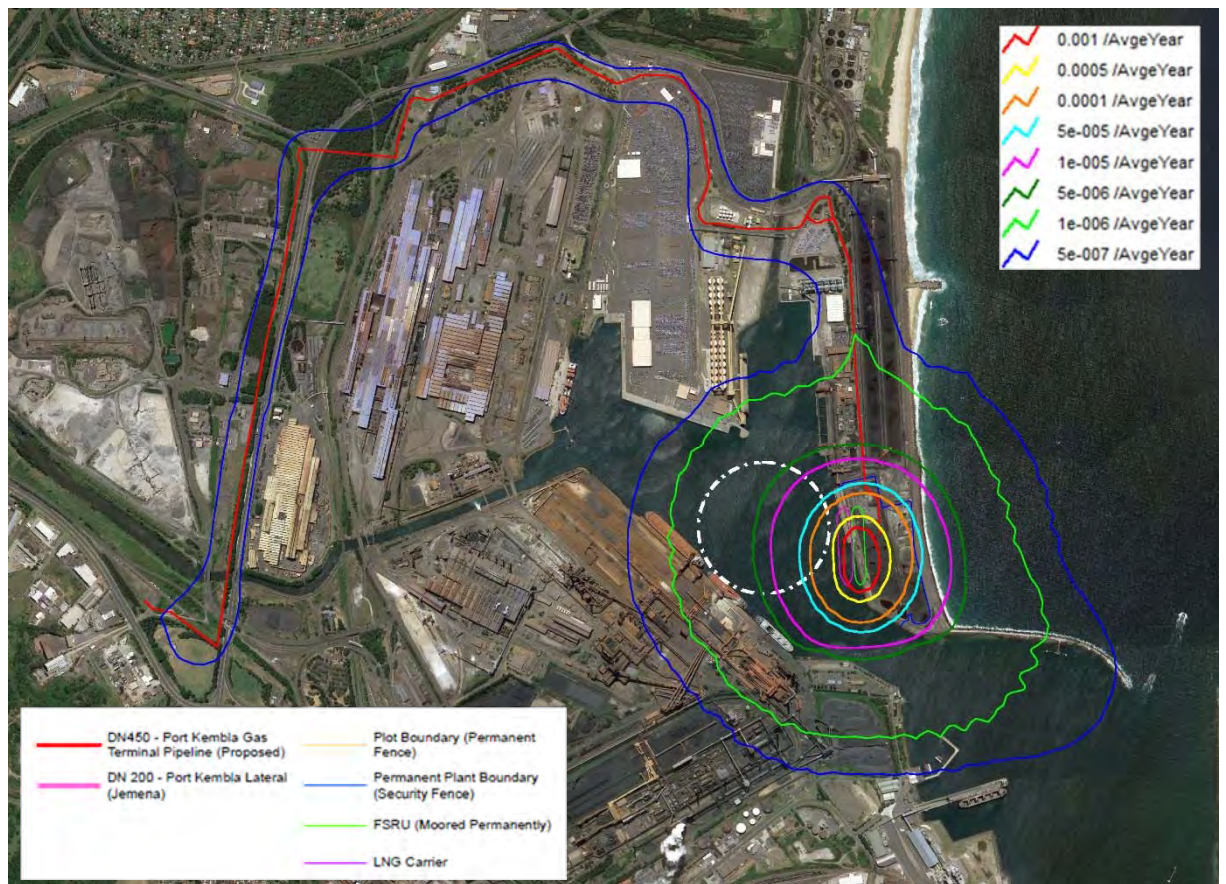 0.001 /AvgeYear
0.0005 /AvgeYear
0.0001 /AvgeYear
5e-005 /AvgeYear
1e-005 /AvgeYear
5e-006 /AvgeYear
1e-006 /AvgeYear
5e-007 /AvgeYear
DN450 - Port Kembla Gas
Terminal Pipeline (Proposed)
DN 200 - Port Kembla Lateral
(Jemena)
Plot Boundary (Permanent
Fence)
Permanent Plant Boundary
(Security Fence)
FSRU (Moored Permanently)
LNG Carrier